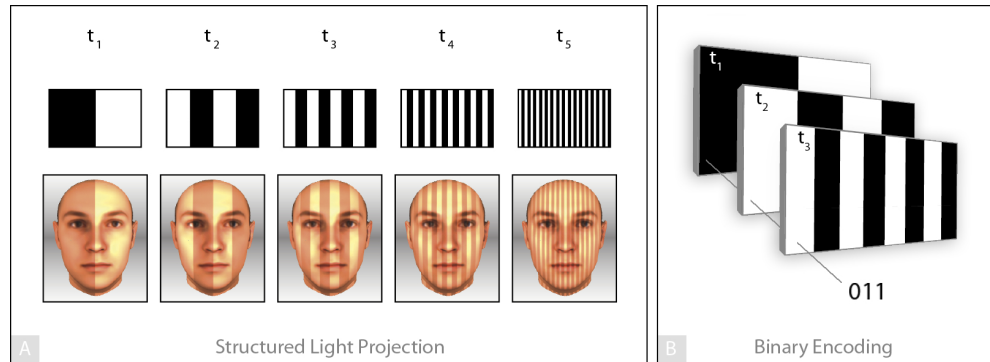 t1 t2 t3 t4 t5
A Structured Light Projection
t1
t2
t3
011
B Binary Encoding